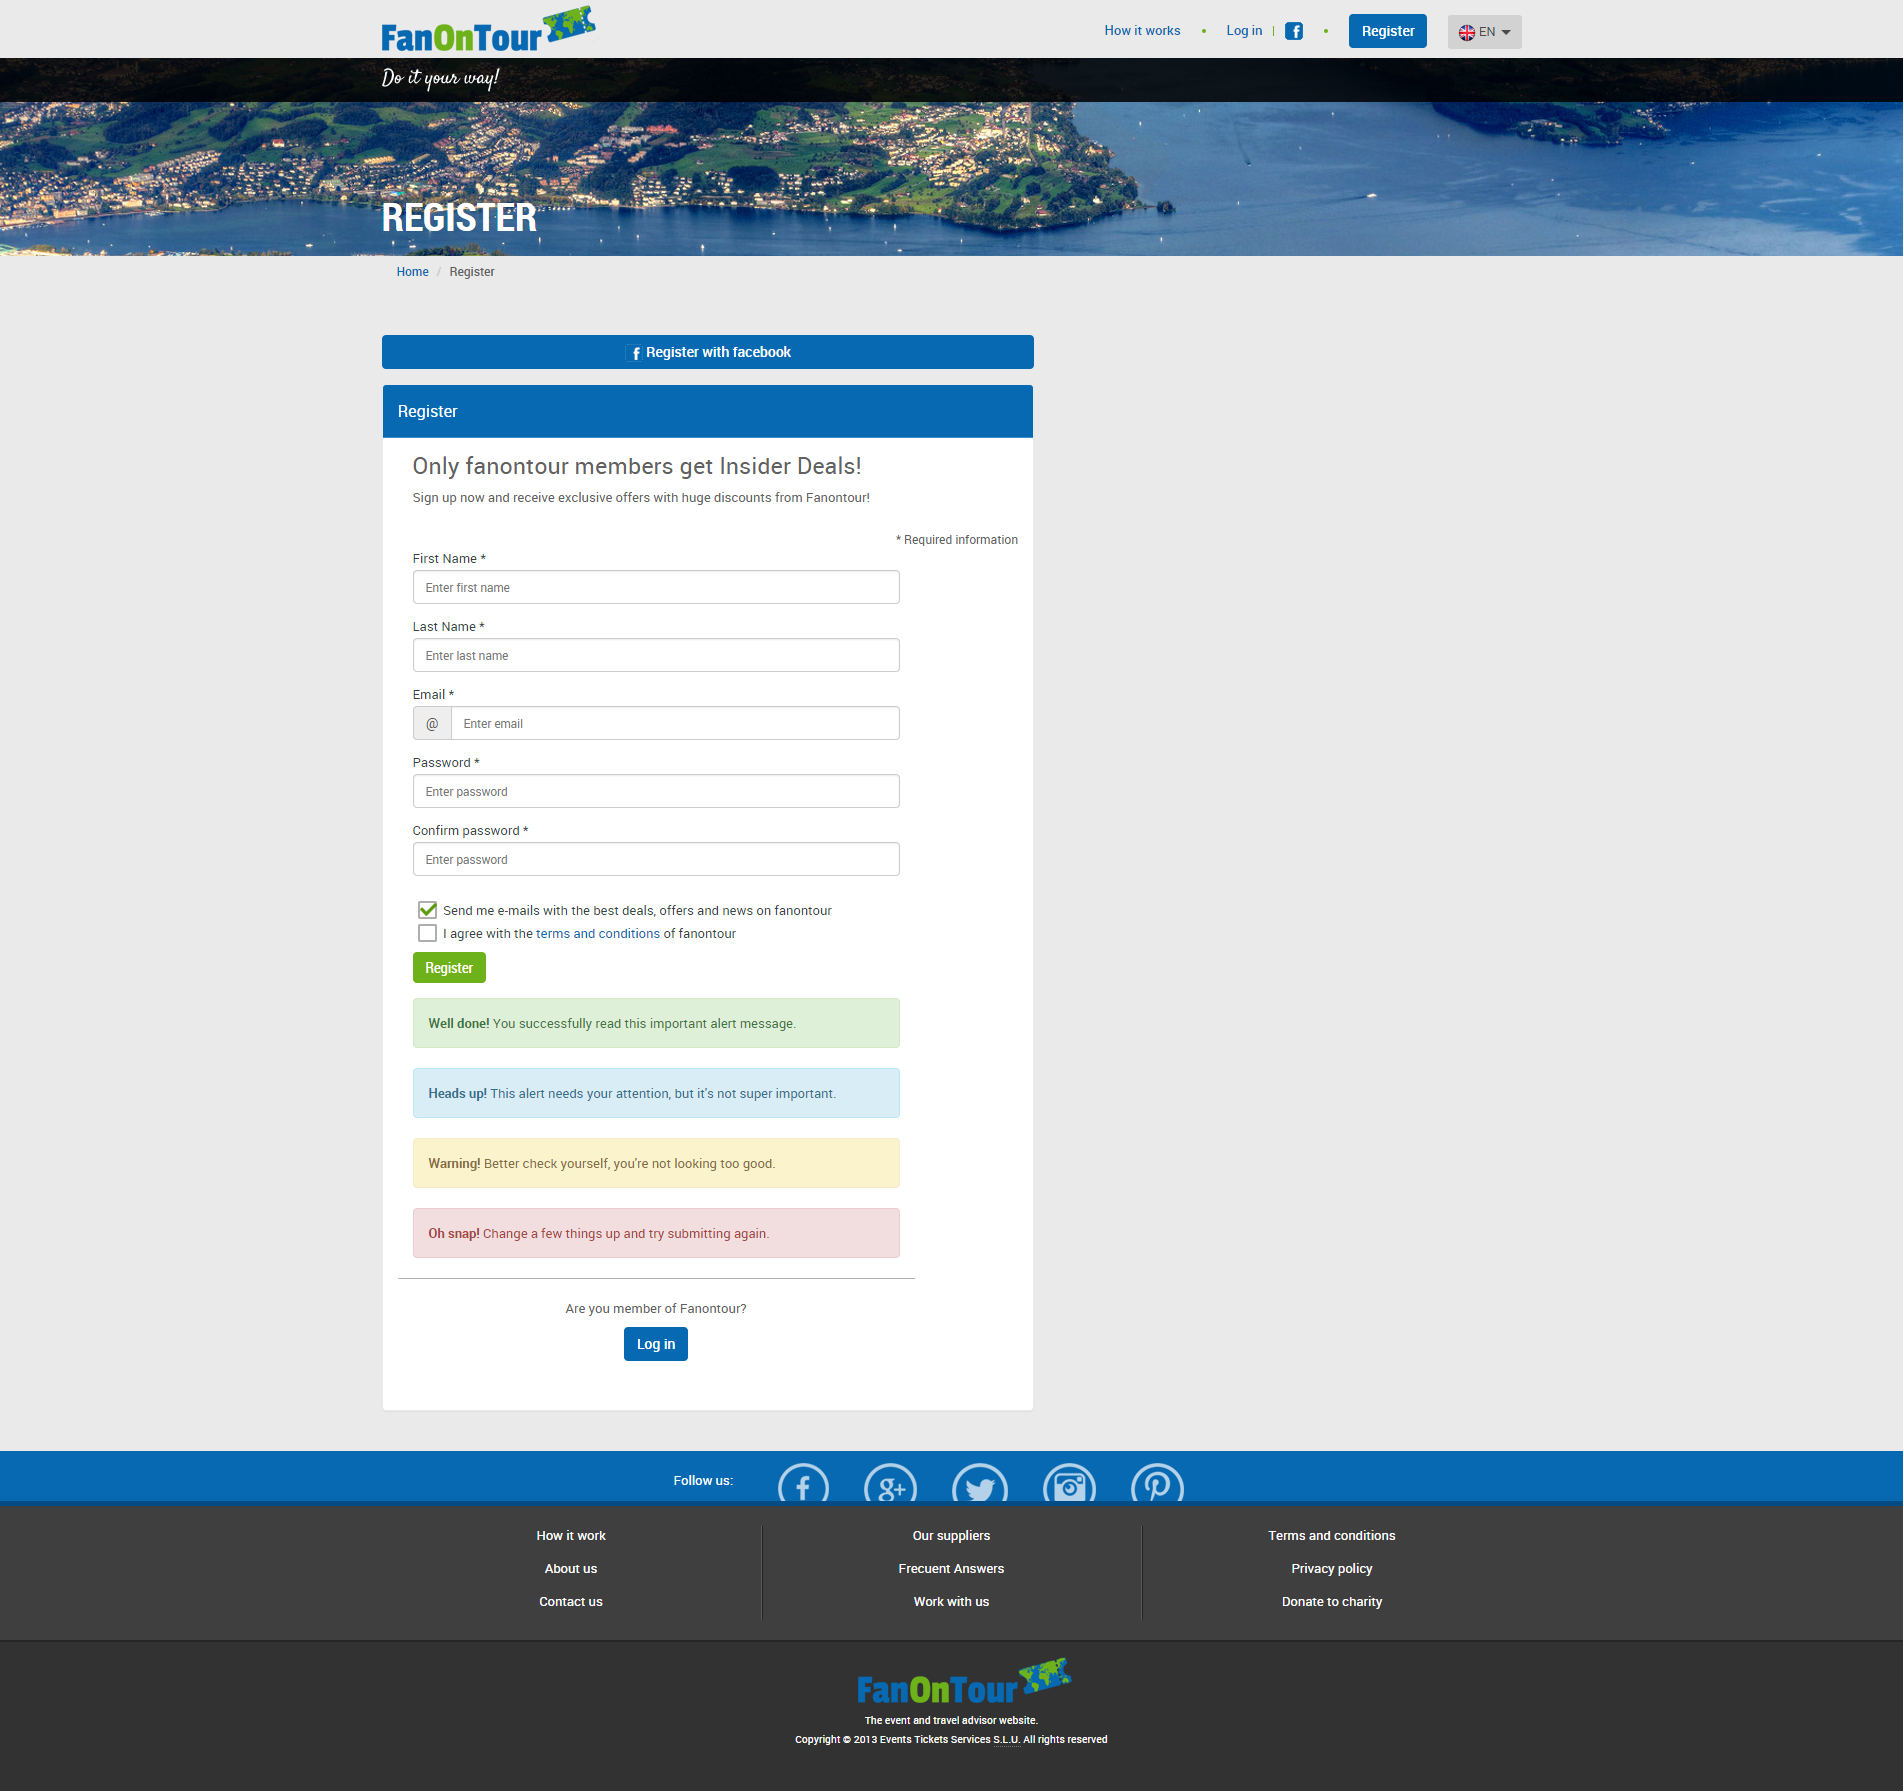 FanOnTour
How it works
Log in
Register
EN
Do it your way!
REGISTER
Home / Register
Register with facebook
Register
Only fanontour members get Insider Deals!
Sign up now and receive exclusive offers with huge discounts from Fanontour!
* Required information
First Name *
Enter first name
Last Name *
Enter last name
Email *
@ Enter email
Password *
Enter password
Confirm password *
Enter password
Send me e-mails with the best deals, offers and news on fanontour
I agree with the terms and conditions of fanontour
Register
Well done! You successfully read this important alert message.
Heads up! This alert needs your attention, but it's not super important.
Warning! Better check yourself, you're not looking too good.
Oh snap! Change a few things up and try submitting again.
Are you member of Fanontour?
Log in
Follow us:
How it work
About us
Contact us
Our suppliers
Frecuent Answers
Work with us
Terms and conditions
Privacy policy
Donate to charity
FanOnTour
The event and travel advisor website.
Copyright © 2013 Events Tickets Services S.L.U. All rights reserved